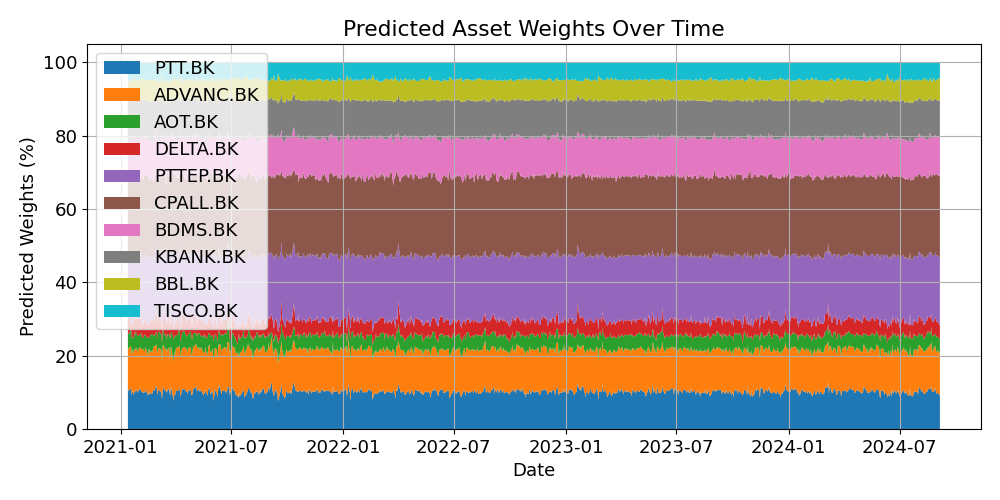 Predicted Asset Weights Over Time
Predicted Weights (%)
100
80
60
40
20
0
PTT.BK
ADVANC.BK
AOT.BK
DELTA.BK
PTTEP.BK
CPALL.BK
BDMS.BK
KBANK.BK
BBL.BK
TISCO.BK
2021-01 2021-07 2022-01 2022-07 2023-01 2023-07 2024-01 2024-07
Date